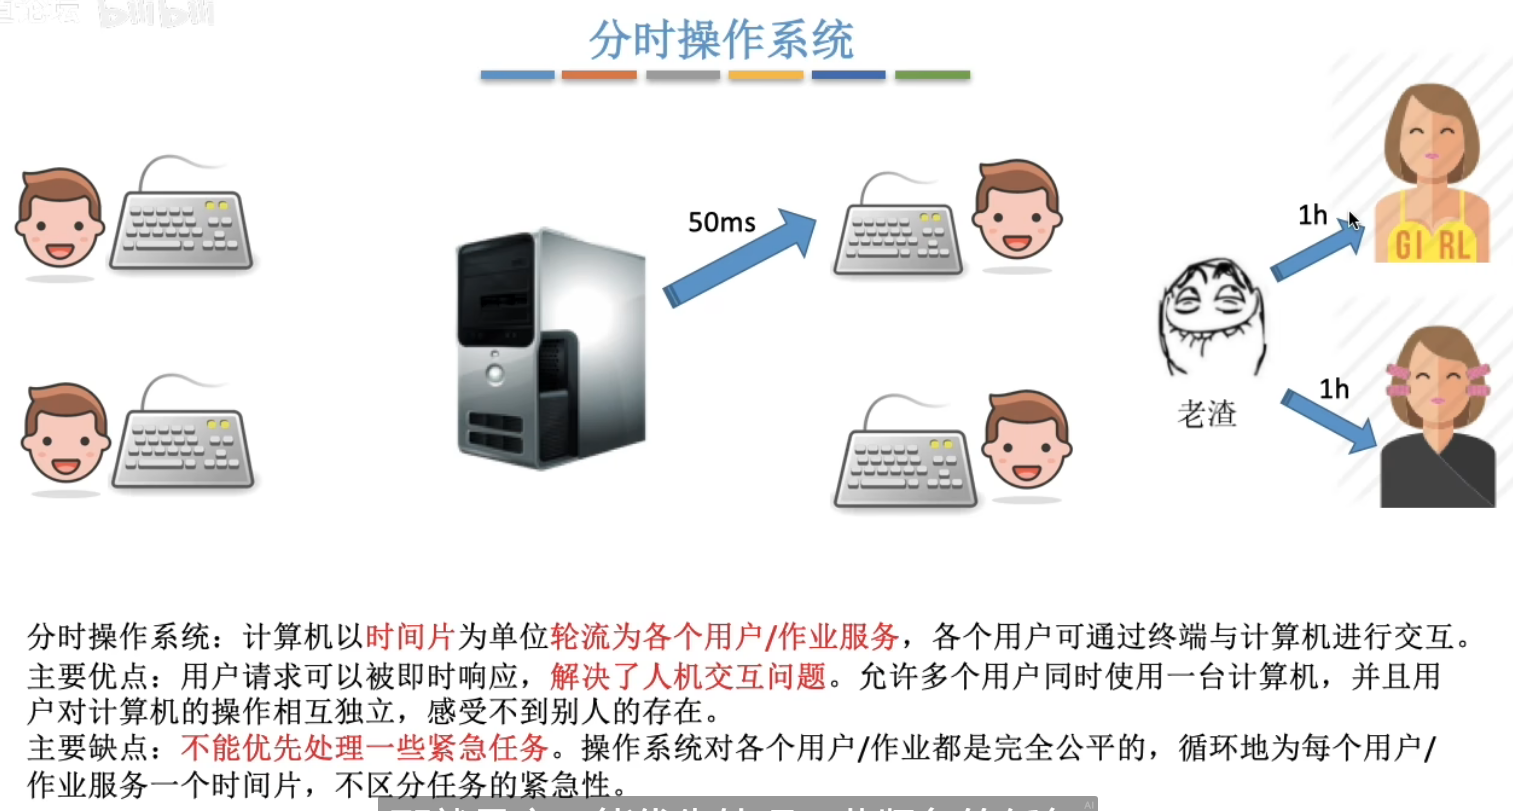 bilibili
分时操作系统
50ms
1h
GIRL
1h
老渣
分时操作系统：计算机以时间片为单位轮流为各个用户/作业服务，各个用户可通过终端与计算机进行交互。
主要优点：用户请求可以被即时响应，解决了人机交互问题。允许多个用户同时使用一台计算机，并且用
户对计算机的操作相互独立，感受不到别人的存在。
主要缺点：不能优先处理一些紧急任务。操作系统对各个用户/作业都是完全公平的，循环地为每个用户/
作业服务一个时间片，不区分任务的紧急性。
AI